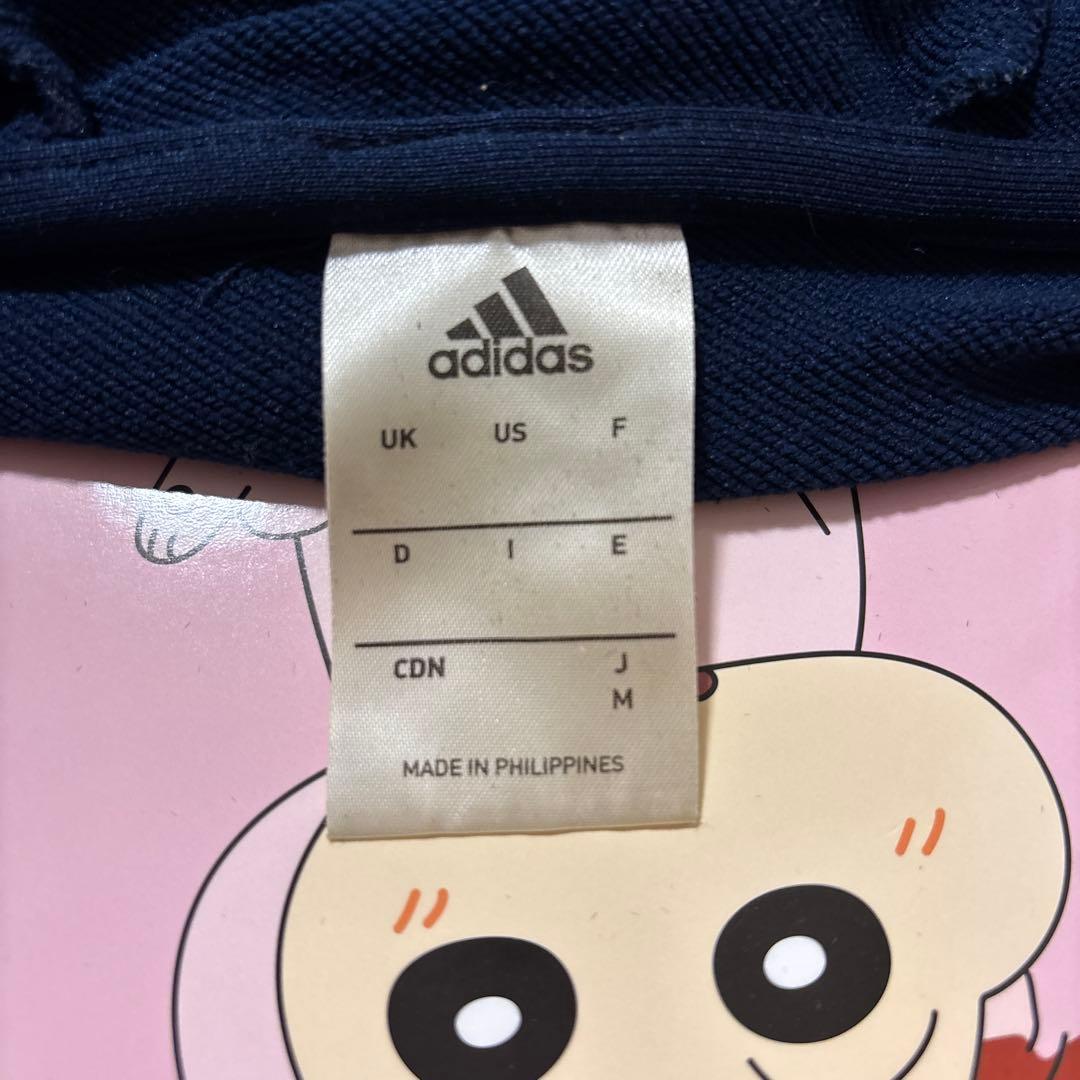 adidas
UK US F
D I E
CDN J
M
MADE IN PHILIPPINES